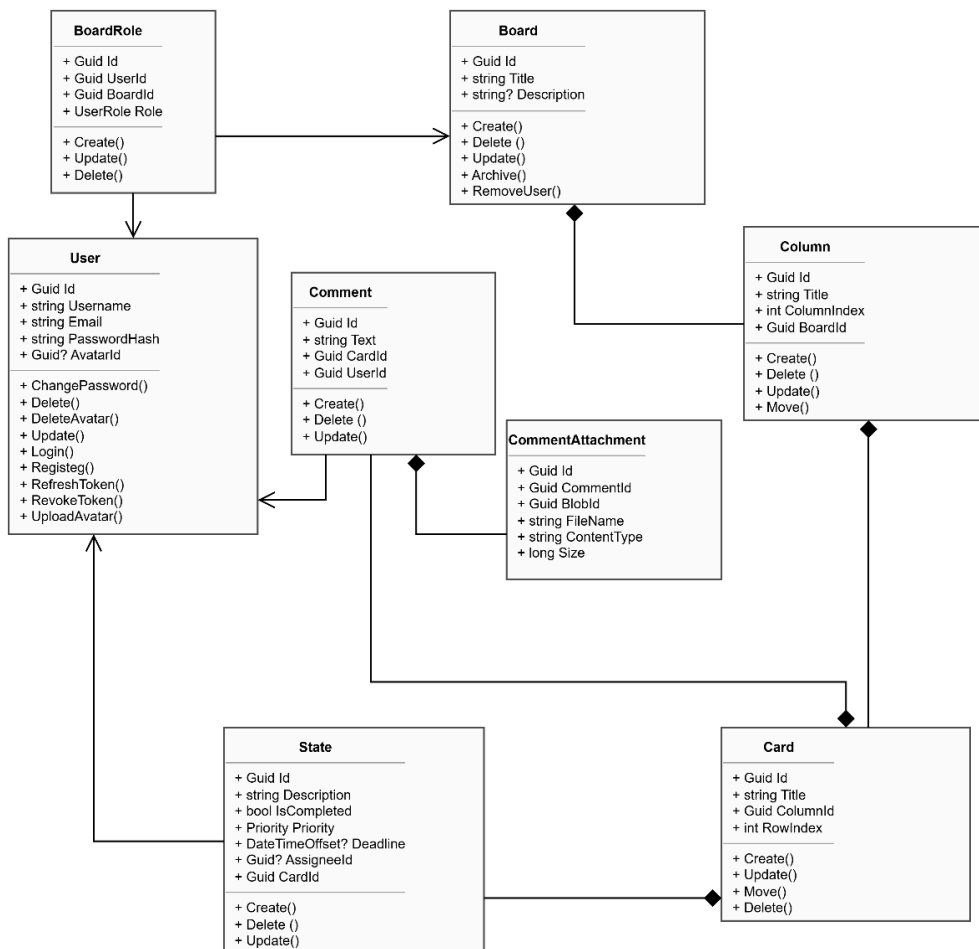 BoardRole
+ Guid Id
+ Guid UserId
+ Guid BoardId
+ UserRole Role
+ Create()
+ Update()
+ Delete()
Board
+ Guid Id
+ string Title
+ string? Description
+ Create()
+ Delete ()
+ Update()
+ Archive()
+ RemoveUser()
User
+ Guid Id
+ string Username
+ string Email
+ string PasswordHash
+ Guid? AvatarId
+ ChangePassword()
+ Delete()
+ DeleteAvatar()
+ Update()
+ Login()
+ Registeg()
+ RefreshToken()
+ RevokeToken()
+ UploadAvatar()
Comment
+ Guid Id
+ string Text
+ Guid CardId
+ Guid UserId
+ Create()
+ Delete ()
+ Update()
Column
+ Guid Id
+ string Title
+ int ColumnIndex
+ Guid BoardId
+ Create()
+ Delete ()
+ Update()
+ Move()
CommentAttachment
+ Guid Id
+ Guid CommentId
+ Guid BlobId
+ string FileName
+ string ContentType
+ long Size
State
+ Guid Id
+ string Description
+ bool IsCompleted
+ Priority Priority
+ DateTimeOffset? Deadline
+ Guid? AssigneeId
+ Guid CardId
+ Create()
+ Delete ()
+ Update()
Card
+ Guid Id
+ string Title
+ Guid ColumnId
+ int RowIndex
+ Create()
+ Update()
+ Move()
+ Delete()